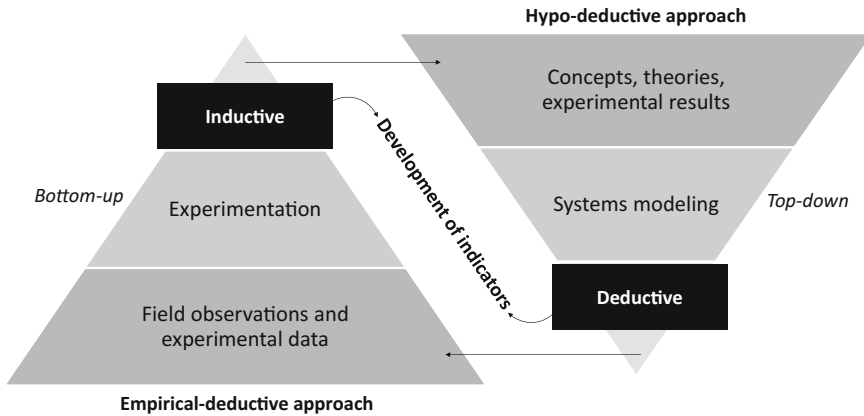 Hypo-deductive approach
Concepts, theories,
experimental results
Inductive
Development of indicators
Bottom-up
Experimentation
Systems modeling
Top-down
Field observations and
experimental data
Deductive
Empirical-deductive approach